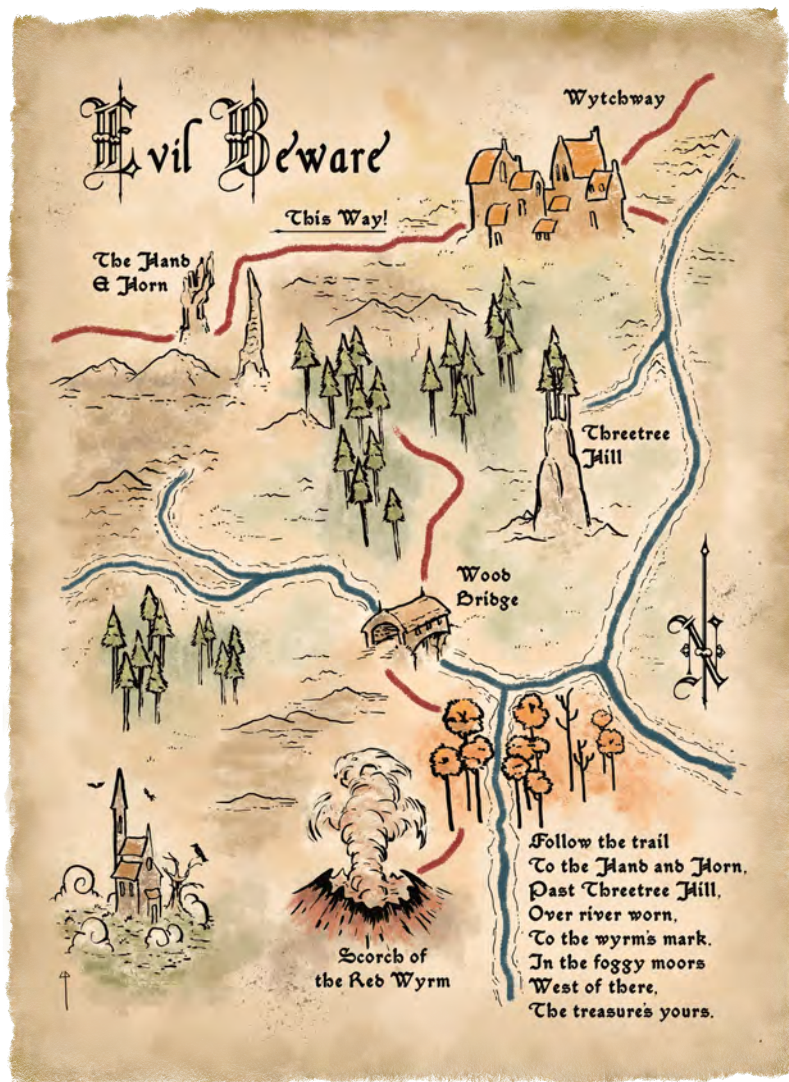 Evil Beware
Wytchway
This Way!
The Hand
& Horn
Threetree
Hill
Wood
Bridge
N
Follow the trail
To the Hand and Horn,
Past Threetree Hill,
Over river worn,
To the wyrm's mark.
In the foggy moors
West of there,
The treasure's yours.
Scorch of
the Red Wyrm